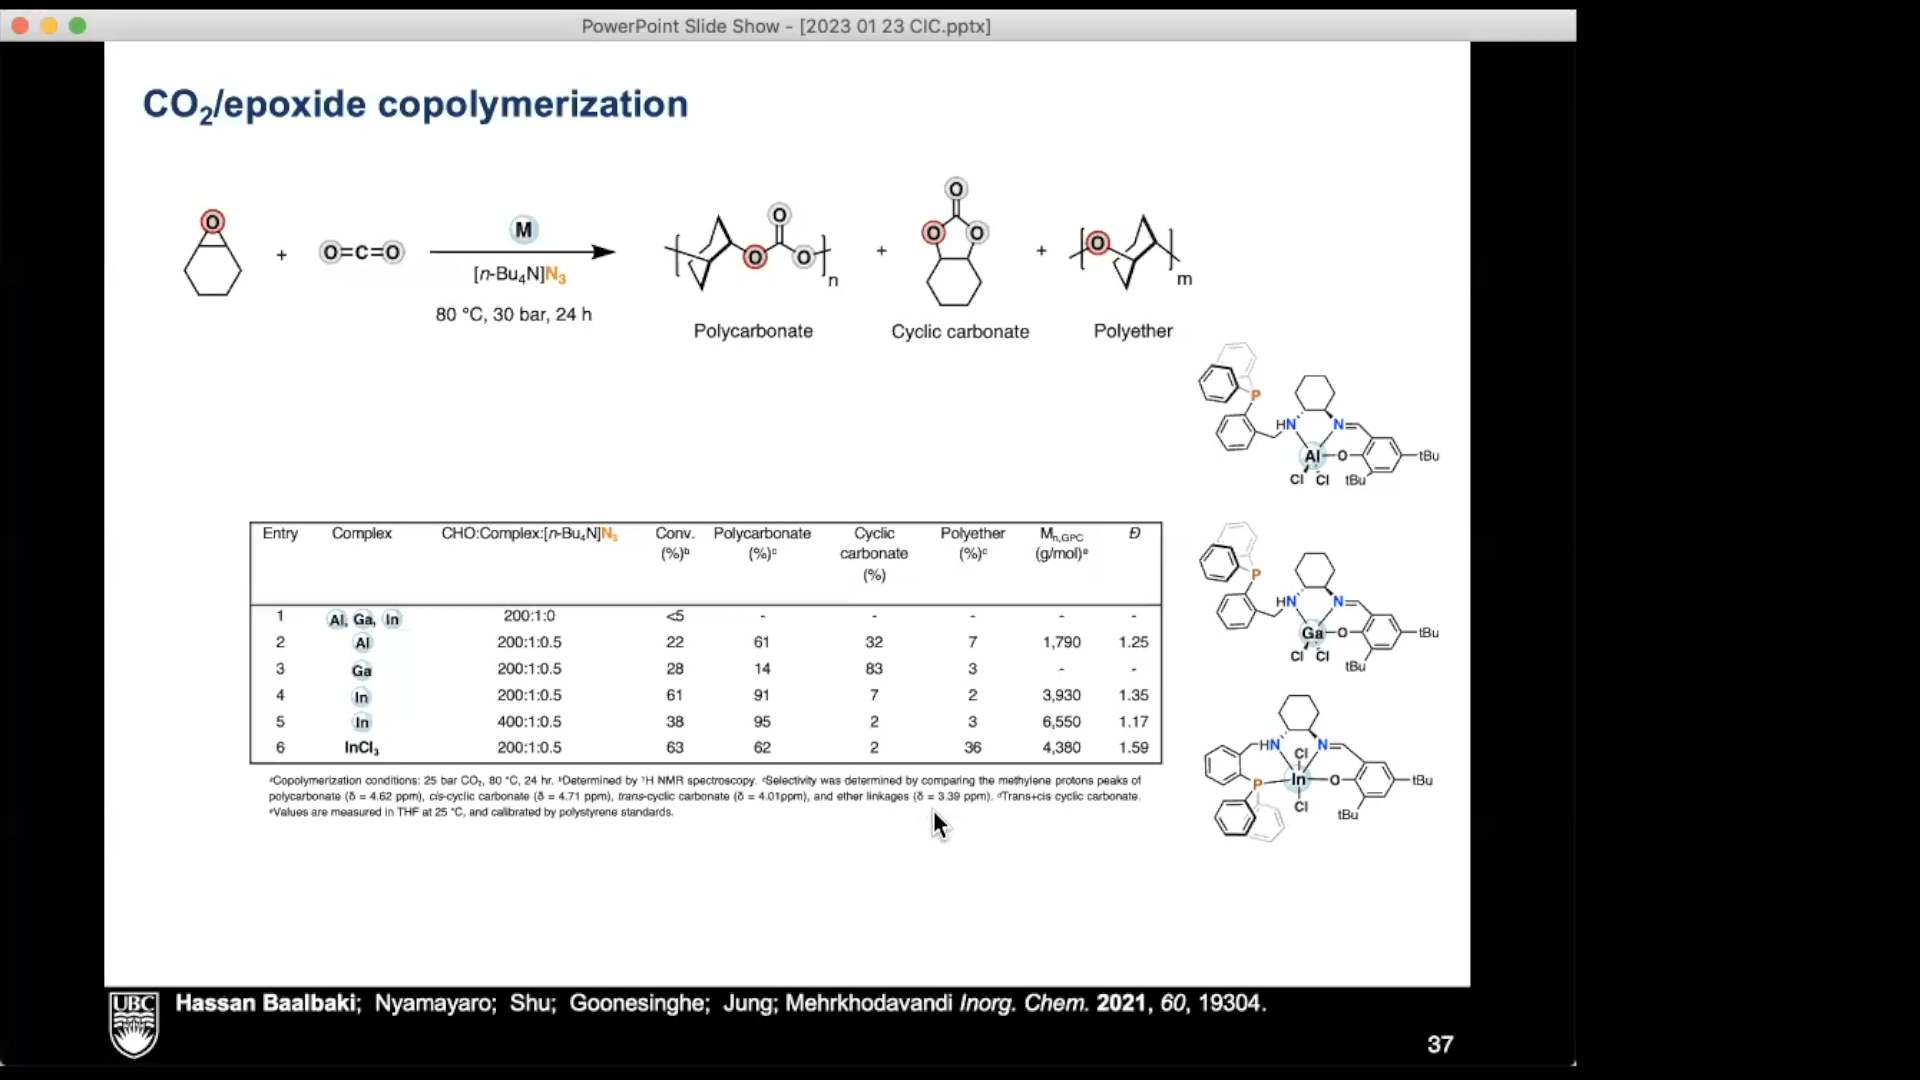 PowerPoint Slide Show - [2023 01 23 CIC.pptx]
CO₂/epoxide copolymerization
O
+
O=C=O
M
[n-Bu₄N]N₃
80 °C, 30 bar, 24 h
O
O
O
n
Polycarbonate
+
O
O
O
Cyclic carbonate
+
O
m
Polyether
P
HN
N
Al
O
tBu
Cl
Cl
tBu
P
HN
N
Ga
O
tBu
Cl
Cl
tBu
HN
N
Cl
P
In
O
tBu
Cl
tBu
Entry Complex CHO:Complex:[n-Bu₄N]N₃ Conv. (%)ᵇ Polycarbonate (%)ᶜ Cyclic carbonate (%) Polyether (%)ᶜ Mn,GPC (g/mol)ᵉ Đ
1 Al, Ga, In 200:1:0 <5 - - - - -
2 Al 200:1:0.5 22 61 32 7 1,790 1.25
3 Ga 200:1:0.5 28 14 83 3 - -
4 In 200:1:0.5 61 91 7 2 3,930 1.35
5 In 400:1:0.5 38 95 2 3 6,550 1.17
6 InCl₃ 200:1:0.5 63 62 2 36 4,380 1.59
ᵃCopolymerization conditions: 25 bar CO₂, 80 °C, 24 hr. ᵇDetermined by ¹H NMR spectroscopy. ᶜSelectivity was determined by comparing the methylene protons peaks of
polycarbonate (δ = 4.62 ppm), cis-cyclic carbonate (δ = 4.71 ppm), trans-cyclic carbonate (δ = 4.01ppm), and ether linkages (δ = 3.39 ppm). ᵈTrans+cis cyclic carbonate.
ᵉValues are measured in THF at 25 °C, and calibrated by polystyrene standards.
UBC
Hassan Baalbaki; Nyamayaro; Shu; Goonesinghe; Jung; Mehrkhodavandi Inorg. Chem. 2021, 60, 19304.
37